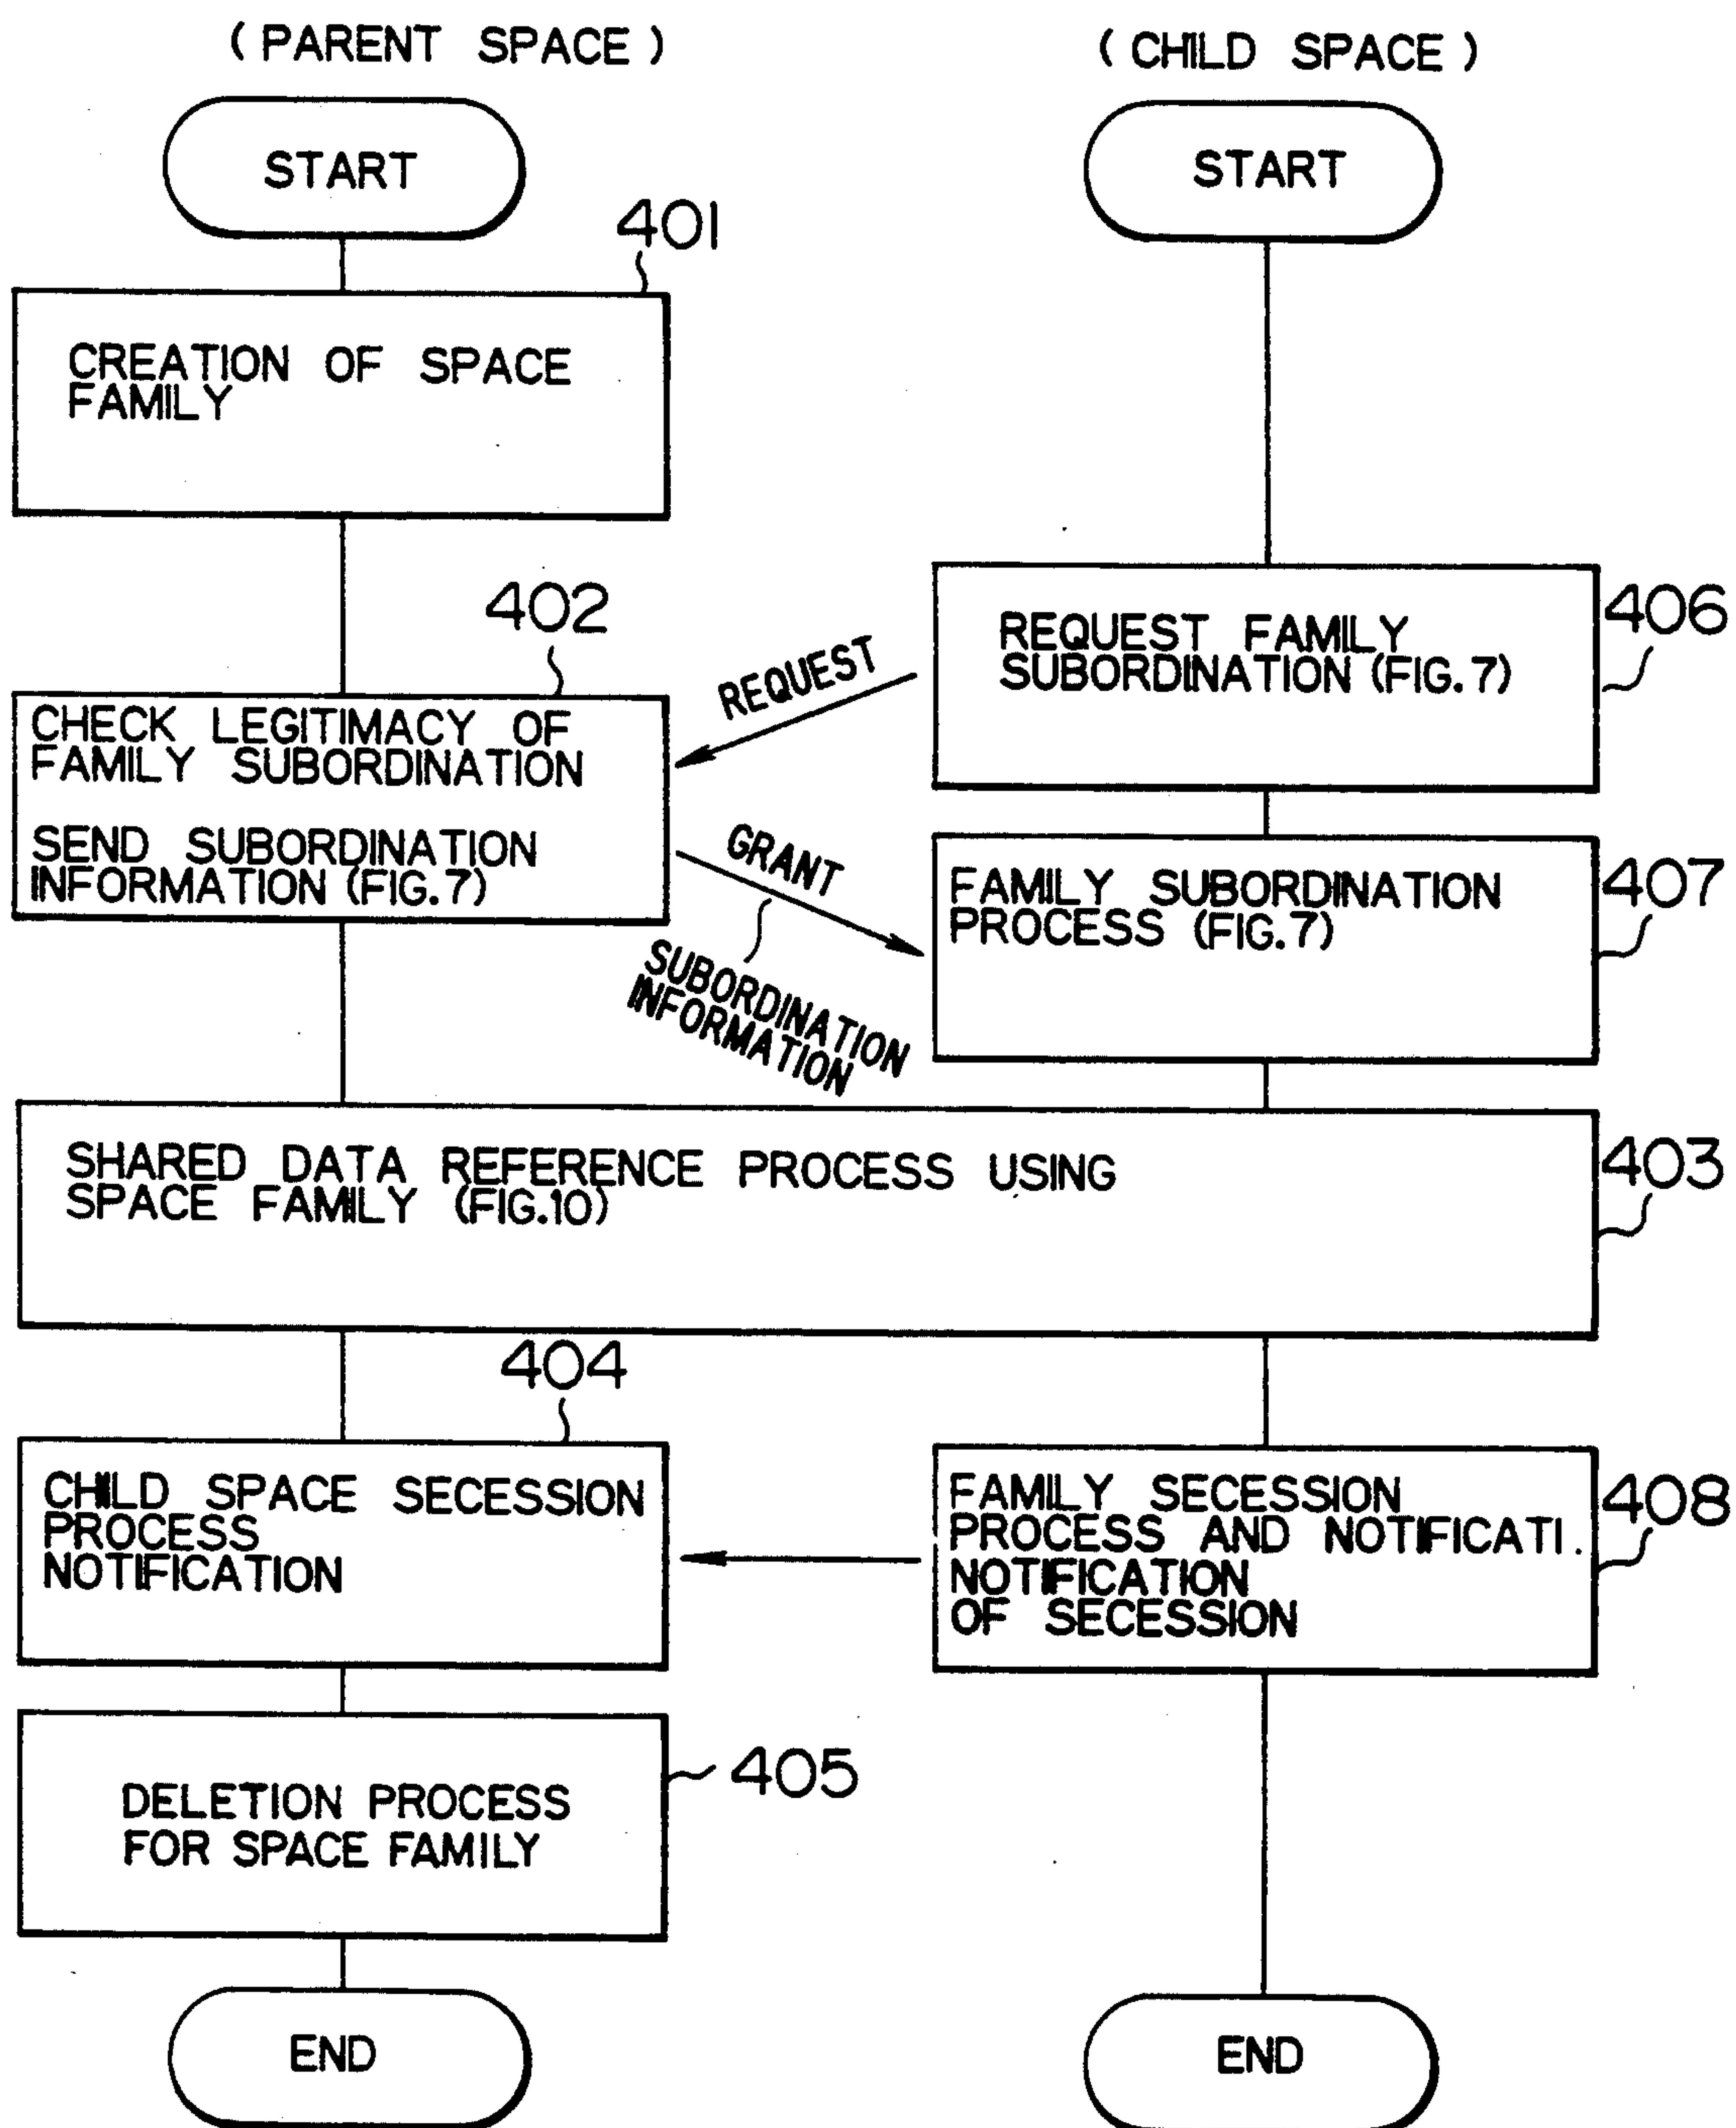 ( PARENT SPACE )
( CHILD SPACE )
START
START
401
CREATION OF SPACE
FAMILY
402
406
REQUEST FAMILY
SUBORDINATION (FIG. 7)
REQUEST
CHECK LEGITIMACY OF
FAMILY SUBORDINATION
SEND SUBORDINATION
INFORMATION (FIG. 7)
GRANT
SUBORDINATION
INFORMATION
407
FAMILY SUBORDINATION
PROCESS (FIG. 7)
403
SHARED DATA REFERENCE PROCESS USING
SPACE FAMILY (FIG.10)
404
CHILD SPACE SECESSION
PROCESS
NOTIFICATION
408
FAMILY SECESSION
PROCESS AND NOTIFICATI .
NOTIFICATION
OF SECESSION
405
DELETION PROCESS
FOR SPACE FAMILY
END
END